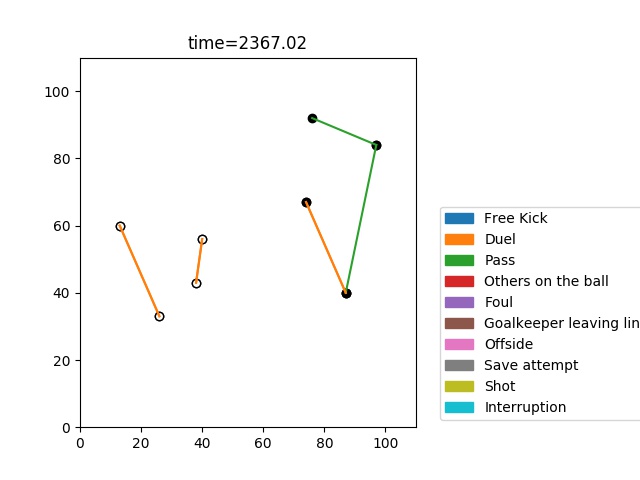 time=2367.02
100
80
60
40
20
0
0 20 40 60 80 100
Free Kick
Duel
Pass
Others on the ball
Foul
Goalkeeper leaving lin
Offside
Save attempt
Shot
Interruption